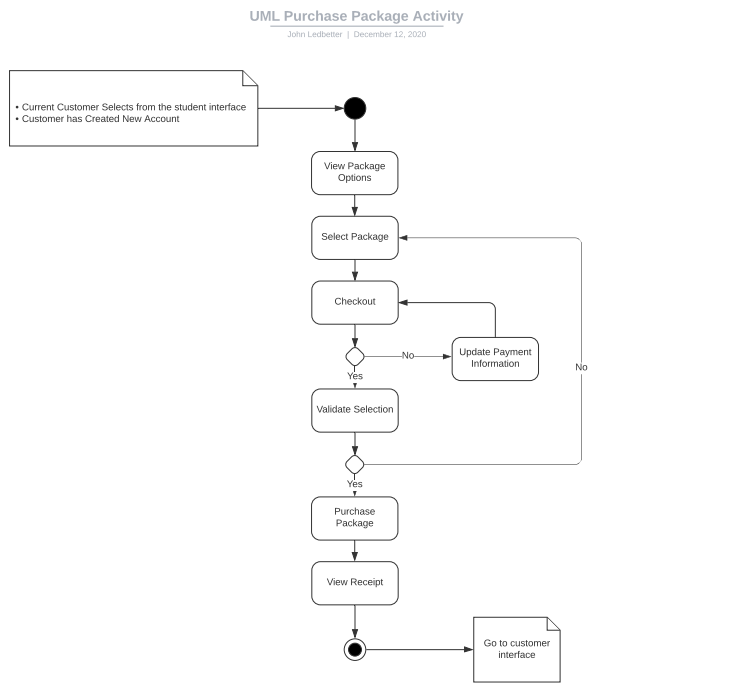 UML Purchase Package Activity
John Ledbetter | December 12, 2020
• Current Customer Selects from the student interface
• Customer has Created New Account
View Package
Options
Select Package
Checkout
No
Update Payment
Information
Yes
No
Validate Selection
Yes
Purchase
Package
View Receipt
Go to customer
interface